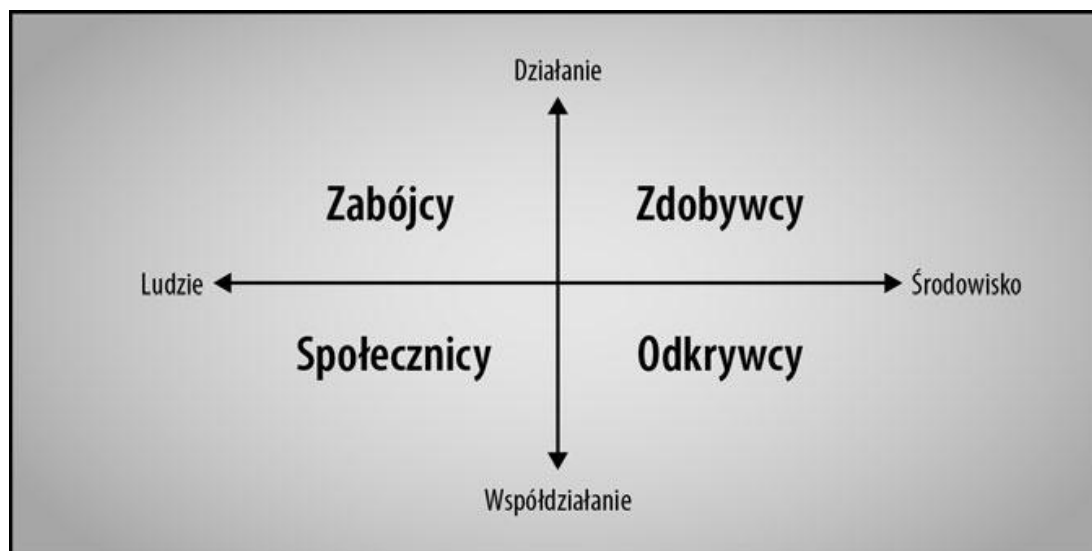 Działanie
Zabójcy Zdobywcy
Ludzie Środowisko
Społecznicy Odkrywcy
Współdziałanie